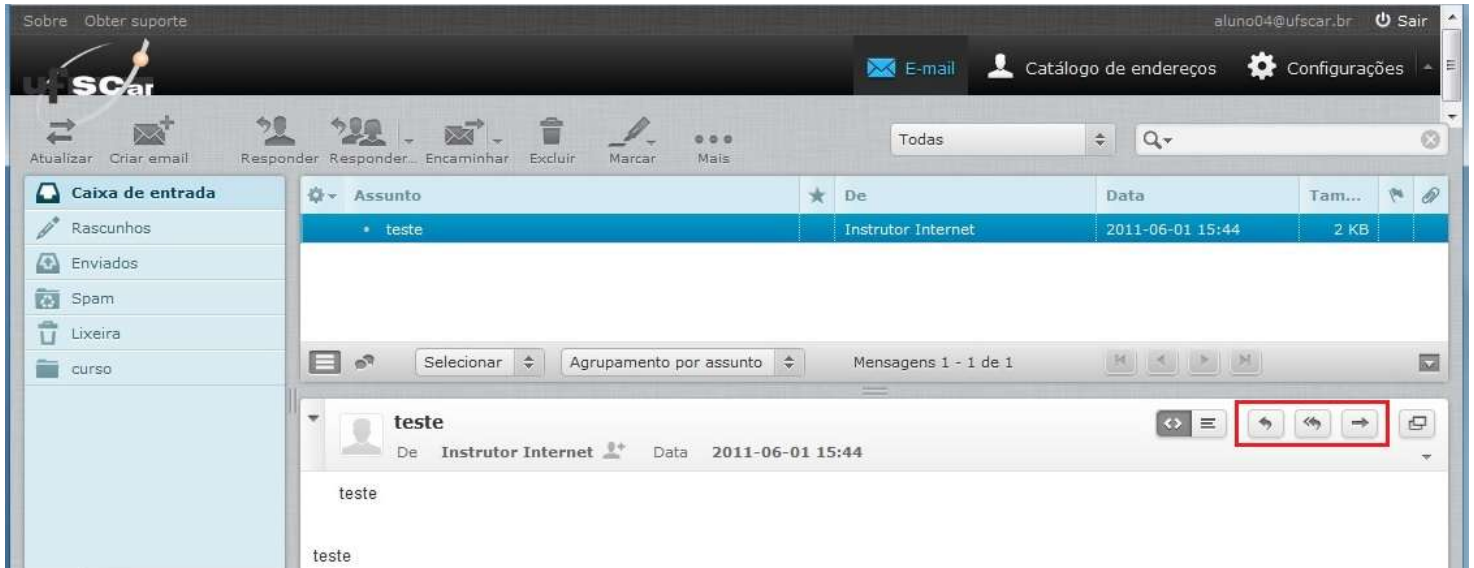 Sobre Obter suporte aluno04@ufscar.br Sair
ufscar
E-mail Catálogo de endereços Configurações
Atualizar Criar email Responder Responder... Encaminhar Excluir Marcar Mais Todas
Caixa de entrada
Rascunhos
Enviados
Spam
Lixeira
curso
Assunto De Data Tam...
teste Instrutor Internet 2011-06-01 15:44 2 KB
Selecionar Agrupamento por assunto Mensagens 1 - 1 de 1
teste
De Instrutor Internet Data 2011-06-01 15:44
teste
teste